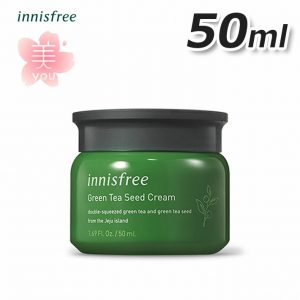 innisfree
50ml
美
you
innisfree
Green Tea Seed Cream
double-squeezed green tea and green tea seed
from the Jeju island
1.69 Fl. Oz. / 50 ml.